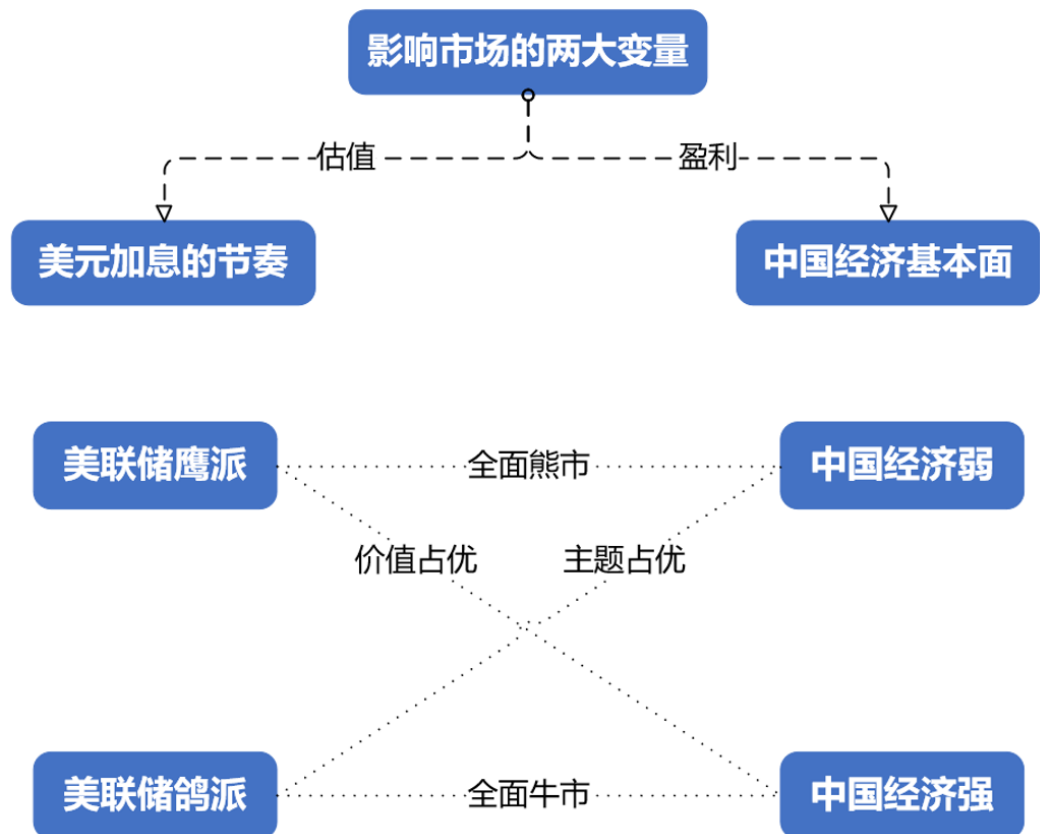 影响市场的两大变量
估值
盈利
美元加息的节奏
中国经济基本面
美联储鹰派
全面熊市
中国经济弱
价值占优
主题占优
美联储鸽派
全面牛市
中国经济强